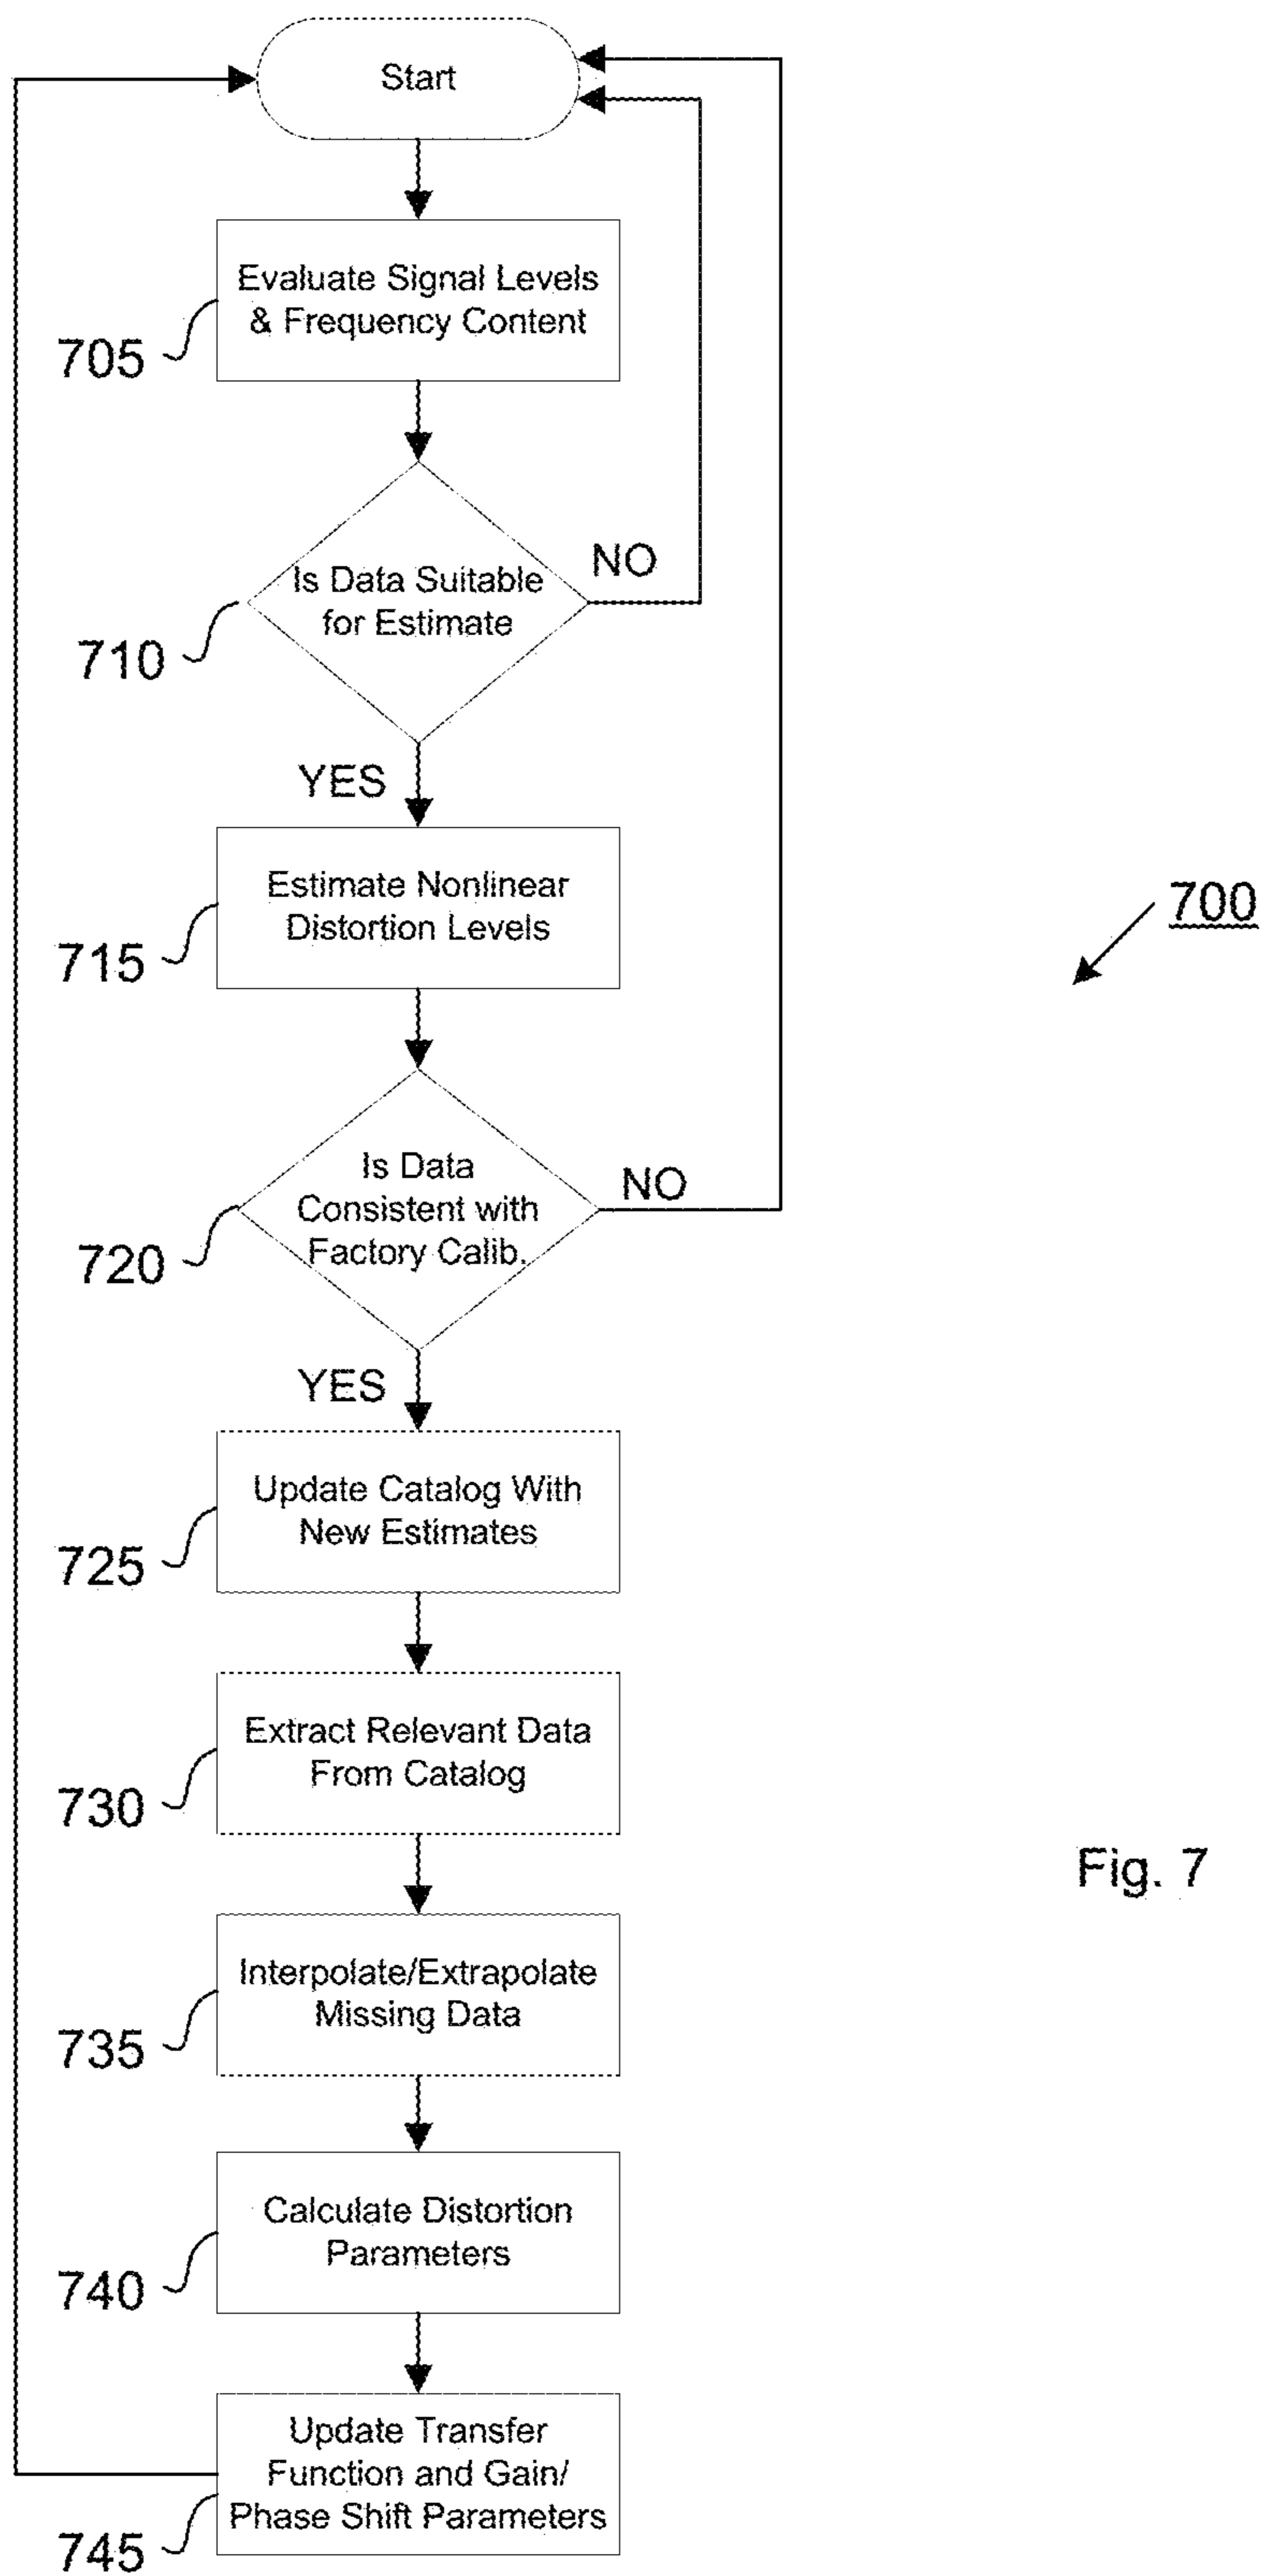 Start
Evaluate Signal Levels
& Frequency Content
705
Is Data Suitable
for Estimate
NO
710
YES
Estimate Nonlinear
Distortion Levels
715
700
Is Data
Consistent with
Factory Calib.
NO
720
YES
Update Catalog With
New Estimates
725
Extract Relevant Data
From Catalog
730
Fig. 7
Interpolate/Extrapolate
Missing Data
735
Calculate Distortion
Parameters
740
Update Transfer
Function and Gain/
Phase Shift Parameters
745